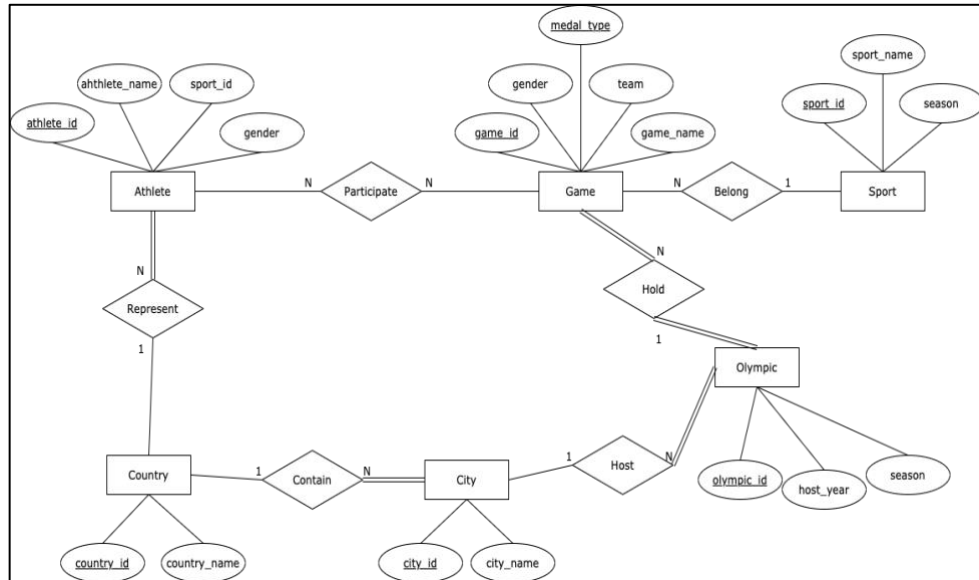 medal_type
sport_name
ahthlete_name
sport_id
gender
team
athlete_id
gender
game_id
game_name
sport_id
season
Athlete
N
Participate
N
Game
N
Belong
1
Sport
N
N
Represent
Hold
1
1
Olympic
Country
1
Contain
N
City
1
Host
N
olympic_id
host_year
season
country_id
country_name
city_id
city_name